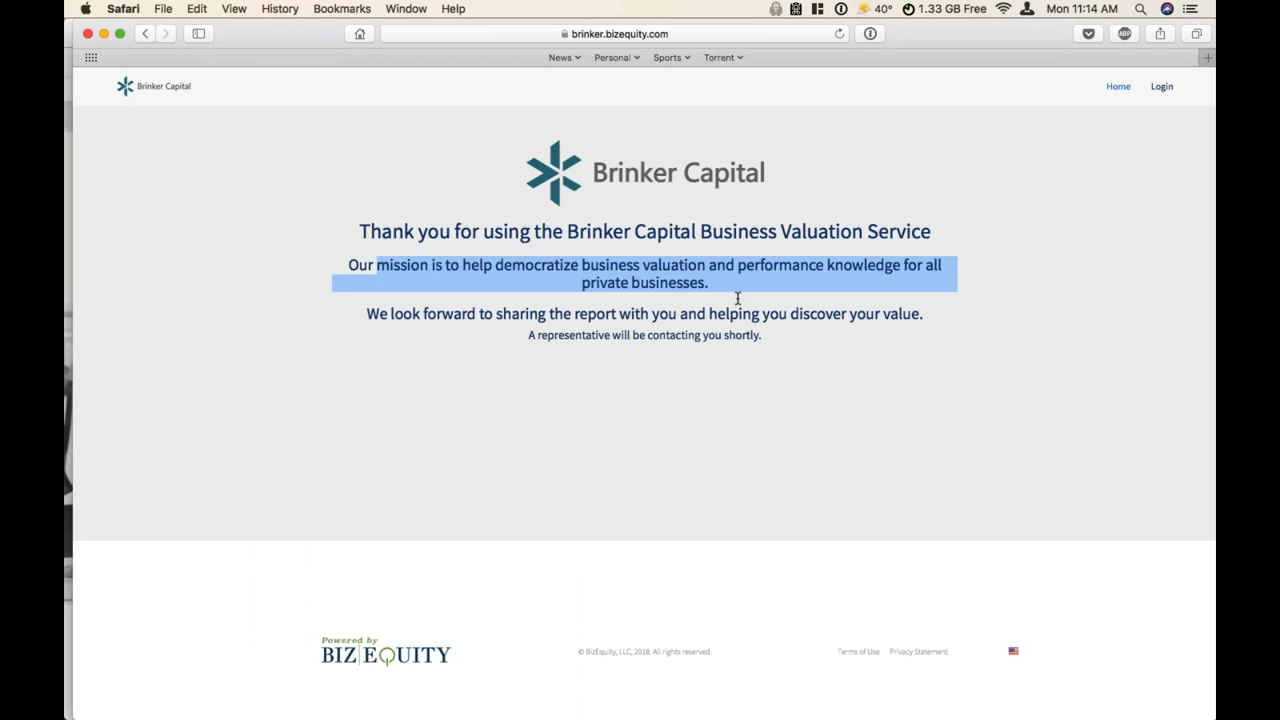 Safari File Edit View History Bookmarks Window Help 40° 1.33 GB Free Mon 11:14 AM
brinker.bizequity.com
ABP
News Personal Sports Torrent
Brinker Capital
Home Login
Brinker Capital
Thank you for using the Brinker Capital Business Valuation Service
Our mission is to help democratize business valuation and performance knowledge for all
private businesses.
We look forward to sharing the report with you and helping you discover your value.
A representative will be contacting you shortly.
Powered by
BIZEQUITY
© BizEquity, LLC, 2018. All rights reserved.
Terms of Use Privacy Statement